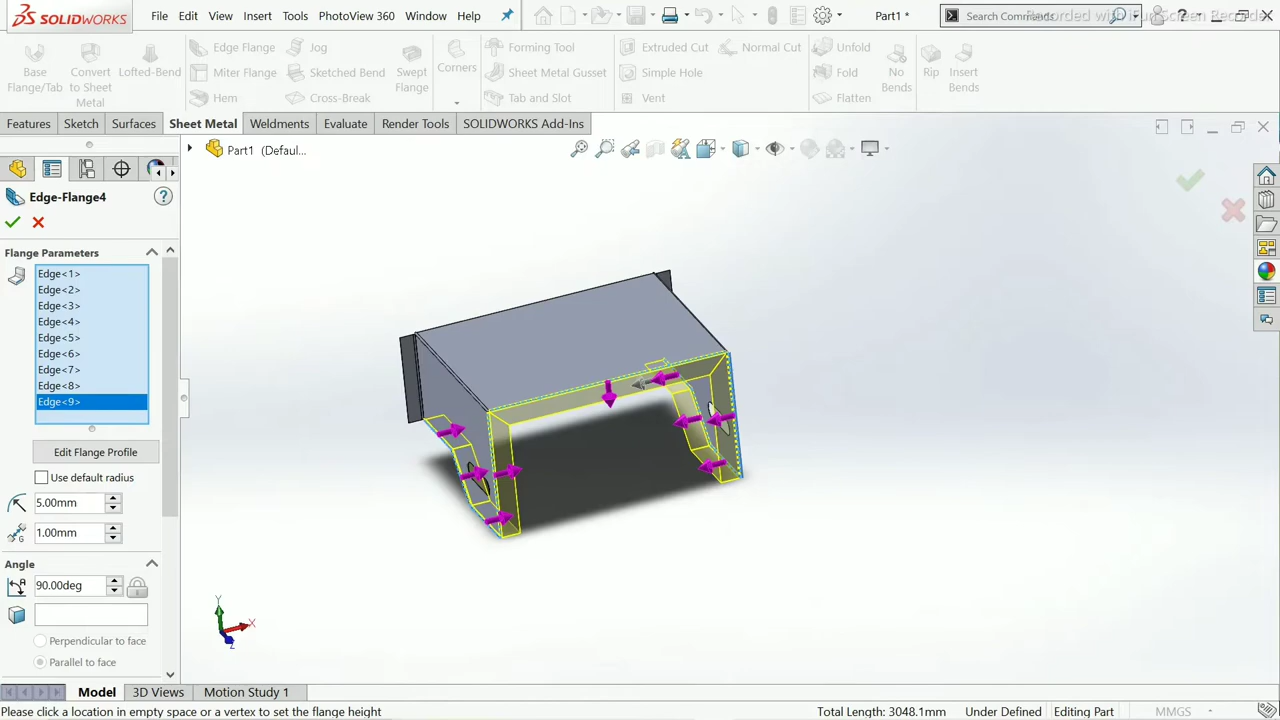 SOLIDWORKS File Edit View Insert Tools PhotoView 360 Window Help Part1 * Search Commands
Recorded with iTop Screen Recorder
Base Flange/Tab
Convert to Sheet Metal
Lofted-Bend
Edge Flange
Miter Flange
Hem
Jog
Sketched Bend
Cross-Break
Swept Flange
Corners
Forming Tool
Sheet Metal Gusset
Tab and Slot
Extruded Cut
Simple Hole
Vent
Normal Cut
Unfold
Fold
Flatten
No Bends
Rip
Insert Bends
Features Sketch Surfaces Sheet Metal Weldments Evaluate Render Tools SOLIDWORKS Add-Ins
Part1 (Defaul...
Edge-Flange4
Flange Parameters
Edge<1>
Edge<2>
Edge<3>
Edge<4>
Edge<5>
Edge<6>
Edge<7>
Edge<8>
Edge<9>
Edit Flange Profile
Use default radius
5.00mm
1.00mm
Angle
90.00deg
Perpendicular to face
Parallel to face
Y
X
Z
Model 3D Views Motion Study 1
Please click a location in empty space or a vertex to set the flange height Total Length: 3048.1mm Under Defined Editing Part MMGS